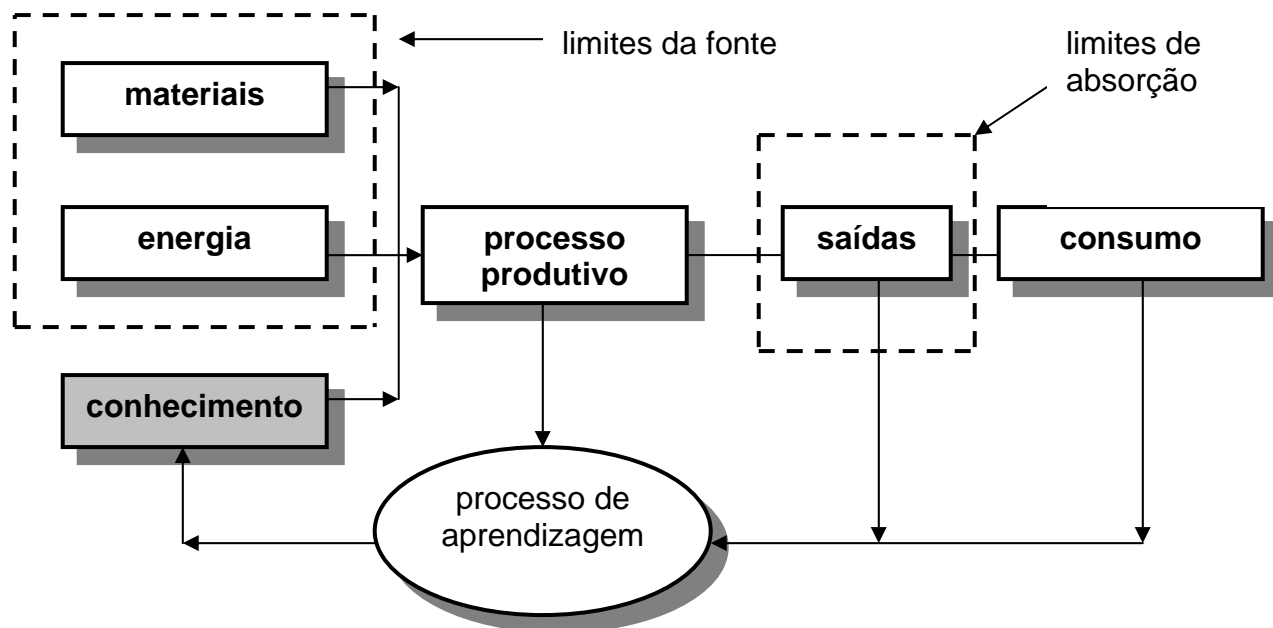 limites da fonte
limites de
absorção
materiais
energia
processo
produtivo
saídas
consumo
conhecimento
processo de
aprendizagem